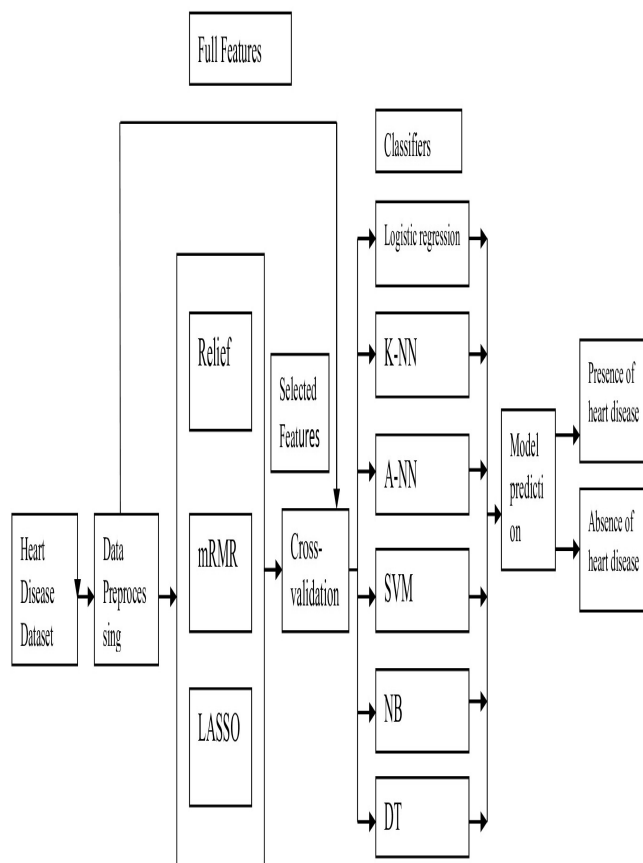 Full Features
Classifiers
Logistic regression
Relief
K-NN
Selected
Features
Presence of
heart disease
Model
predicti
on
A-NN
Heart
Disease
Dataset
Data
Preproces
sing
mRMR
Cross-
validation
SVM
Absence of
heart disease
LASSO
NB
DT